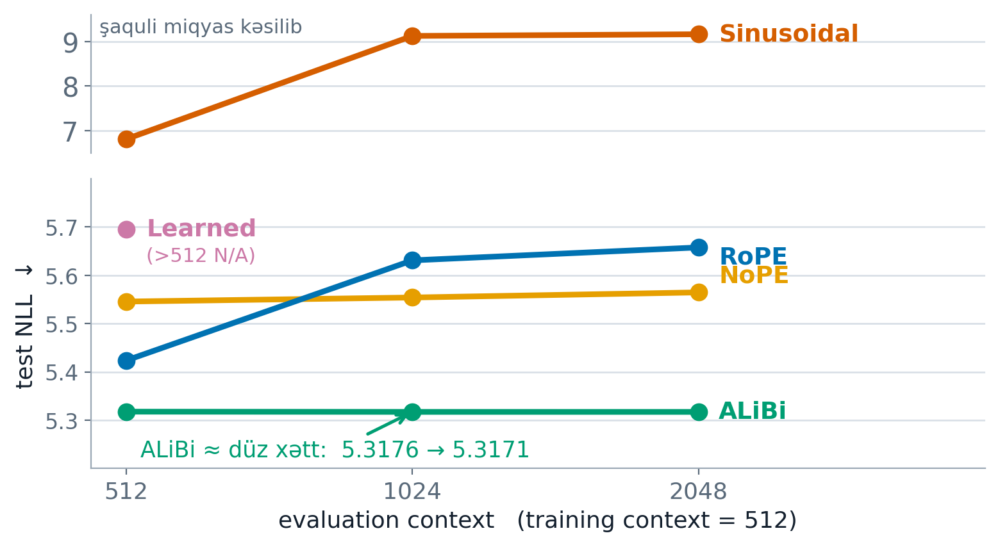 şaquli miqyas kəsilib
9
8
7
Sinusoidal
test NLL ↓
5.7
5.6
5.5
5.4
5.3
Learned
(>512 N/A)
RoPE
NoPE
ALiBi
ALiBi ≈ düz xətt: 5.3176 → 5.3171
512 1024 2048
evaluation context (training context = 512)